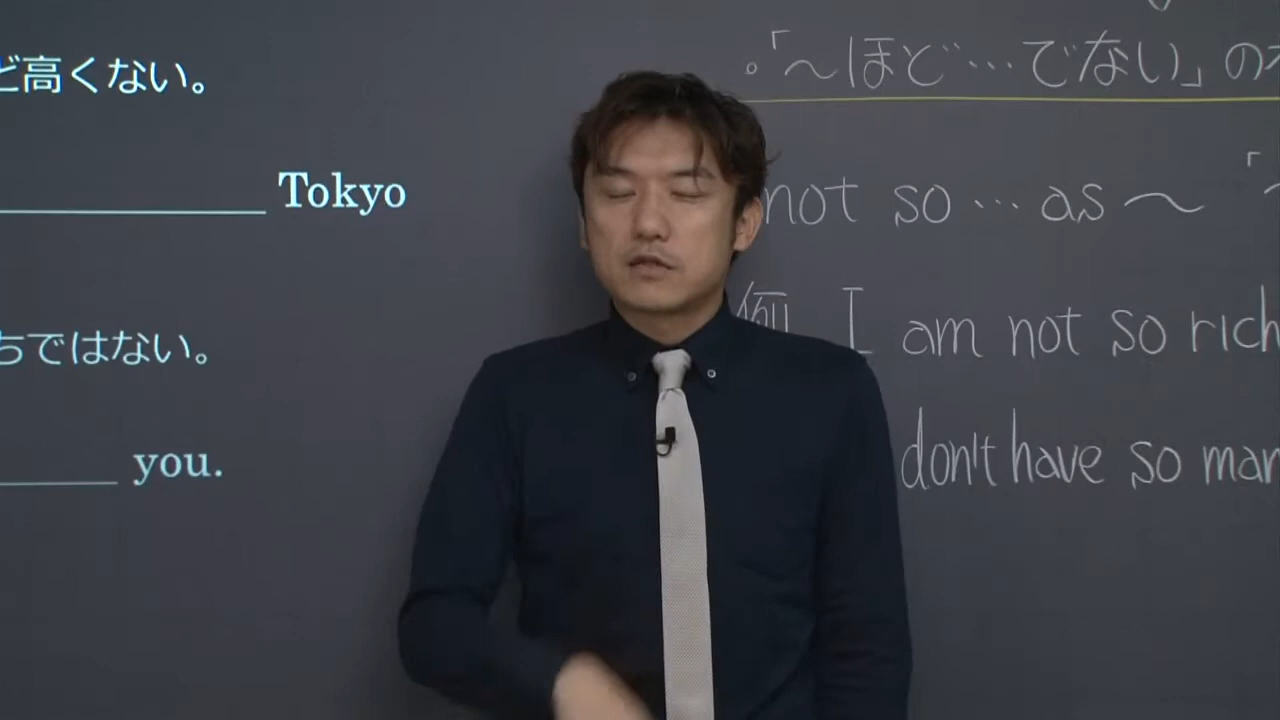 ど高くない。
Tokyo
ちではない。
you.
。「～ほど…でない」の
not so … as ～ 「
例 I am not so rich
don't have so man